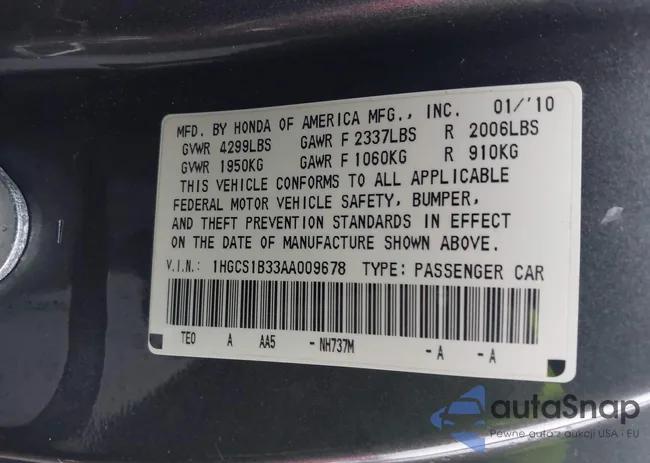 MFD. BY HONDA OF AMERICA MFG., INC. 01/'10
GVWR 4299LBS GAWR F 2337LBS R 2006LBS
GVWR 1950KG GAWR F 1060KG R 910KG
THIS VEHICLE CONFORMS TO ALL APPLICABLE
FEDERAL MOTOR VEHICLE SAFETY, BUMPER,
AND THEFT PREVENTION STANDARDS IN EFFECT
ON THE DATE OF MANUFACTURE SHOWN ABOVE.
V.I.N.: 1HGCS1B33AA009678 TYPE: PASSENGER CAR
TE0 A AA5 -NH737M -A -A
autaSnap
Pewne auta z aukcji USA i EU